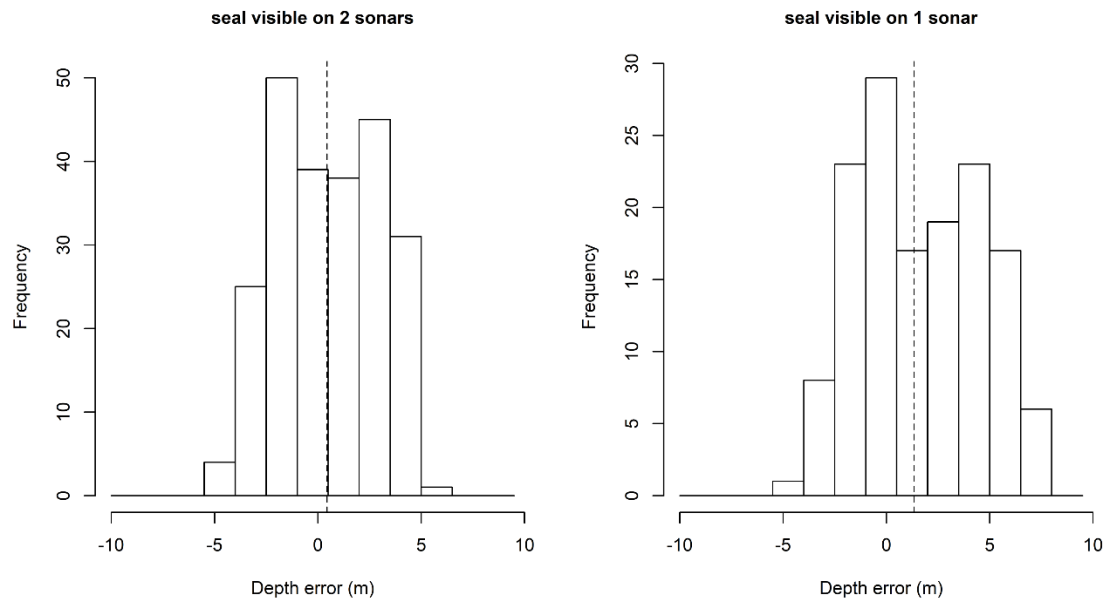 seal visible on 2 sonars
50
40
30
20
10
0
Frequency
-10 -5 0 5 10
Depth error (m)
seal visible on 1 sonar
30
25
20
15
10
5
0
Frequency
-10 -5 0 5 10
Depth error (m)